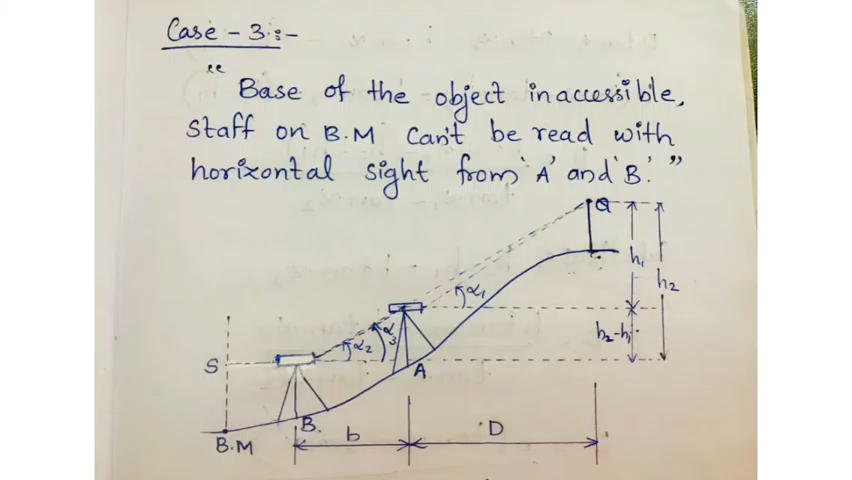 Case - 3 :-
"Base of the object inaccessible,
staff on B.M can't be read with
horizontal sight from 'A' and 'B'."
Q
h₁
h₂
α₁
h₂-h₁
α₃
α₂
S
A
B.
b
D
B.M